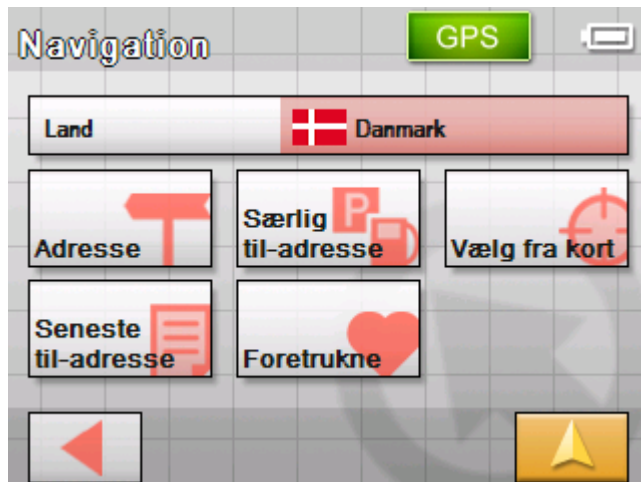 Navigation
GPS
Land
Danmark
Adresse
Særlig
til-adresse
Vælg fra kort
Seneste
til-adresse
Foretrukne